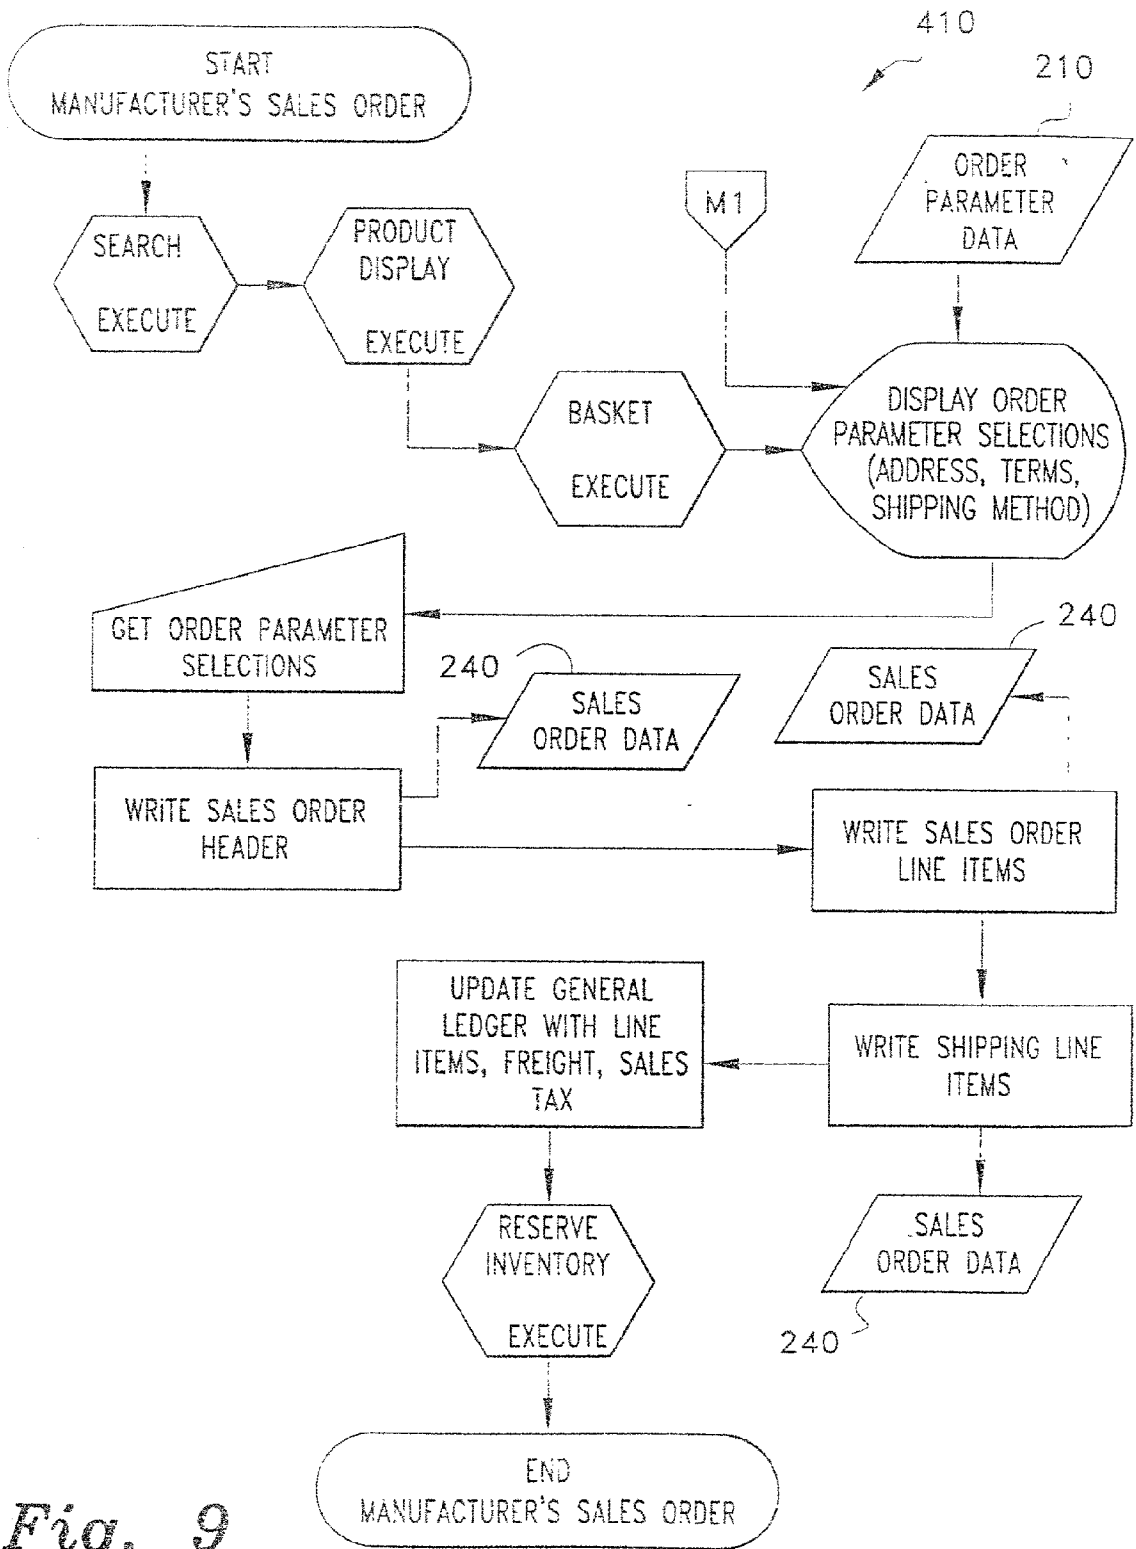 410
START
MANUFACTURER'S SALES ORDER
210
ORDER
PARAMETER
DATA
M1
SEARCH
EXECUTE
PRODUCT
DISPLAY
EXECUTE
BASKET
EXECUTE
DISPLAY ORDER
PARAMETER SELECTIONS
(ADDRESS, TERMS,
SHIPPING METHOD)
GET ORDER PARAMETER
SELECTIONS
240
SALES
ORDER DATA
240
SALES
ORDER DATA
WRITE SALES ORDER
HEADER
WRITE SALES ORDER
LINE ITEMS
UPDATE GENERAL
LEDGER WITH LINE
ITEMS, FREIGHT, SALES
TAX
WRITE SHIPPING LINE
ITEMS
RESERVE
INVENTORY
EXECUTE
SALES
ORDER DATA
240
END
MANUFACTURER'S SALES ORDER
Fig. 9